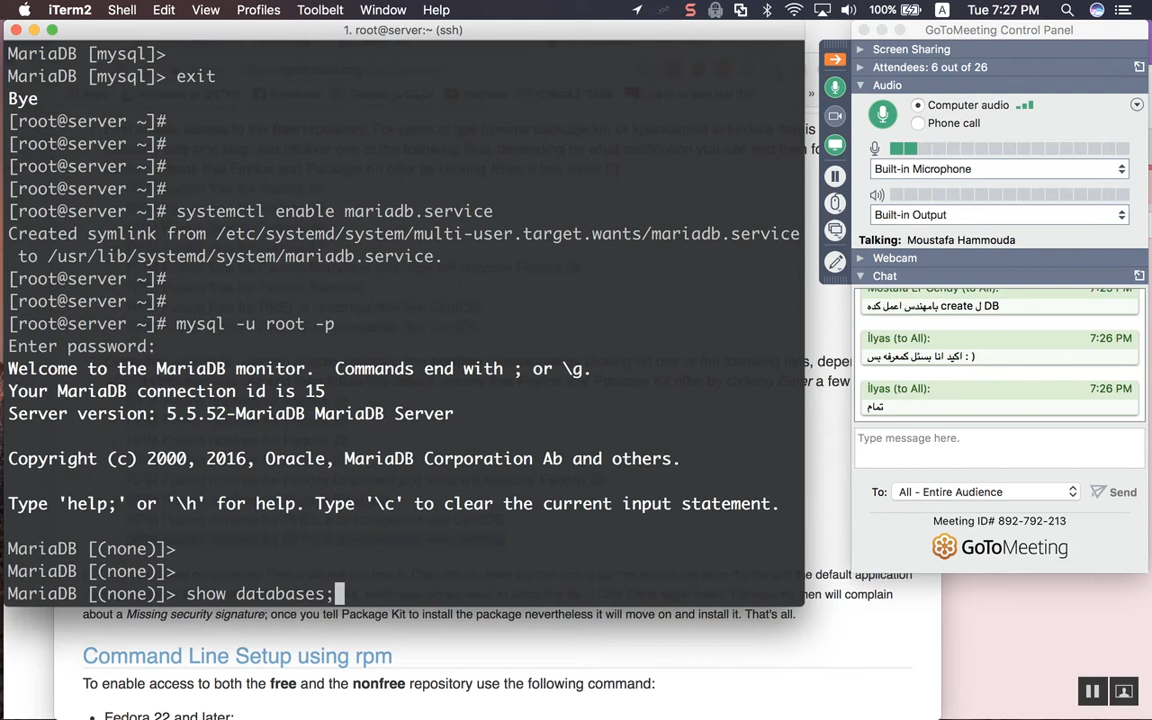 iTerm2 Shell Edit View Profiles Toolbelt Window Help
100% A Tue 7:27 PM
1. root@server:~ (ssh)
MariaDB [mysql]>
MariaDB [mysql]> exit
Bye
[root@server ~]#
[root@server ~]#
[root@server ~]#
[root@server ~]#
[root@server ~]# systemctl enable mariadb.service
Created symlink from /etc/systemd/system/multi-user.target.wants/mariadb.service
to /usr/lib/systemd/system/mariadb.service.
[root@server ~]#
[root@server ~]#
[root@server ~]# mysql -u root -p
Enter password:
Welcome to the MariaDB monitor.  Commands end with ; or \g.
Your MariaDB connection id is 15
Server version: 5.5.52-MariaDB MariaDB Server
Copyright (c) 2000, 2016, Oracle, MariaDB Corporation Ab and others.
Type 'help;' or '\h' for help. Type '\c' to clear the current input statement.
MariaDB [(none)]>
MariaDB [(none)]>
MariaDB [(none)]> show databases;
about a Missing security signature; once you tell Package Kit to install the package nevertheless it will move on and install it. That's all.
Command Line Setup using rpm
To enable access to both the free and the nonfree repository use the following command:
• Fedora 22 and later:
GoToMeeting Control Panel
Screen Sharing
Attendees: 6 out of 26
Audio
Computer audio
Phone call
Built-in Microphone
Built-in Output
Talking: Moustafa Hammouda
Webcam
Chat
بامهندس اعمل كده create ل DB
İlyas (to All): 7:26 PM
اكيد انا بسئل كمعرفه بس : )
İlyas (to All): 7:26 PM
تمام
Type message here.
To: All - Entire Audience Send
Meeting ID# 892-792-213
GoToMeeting